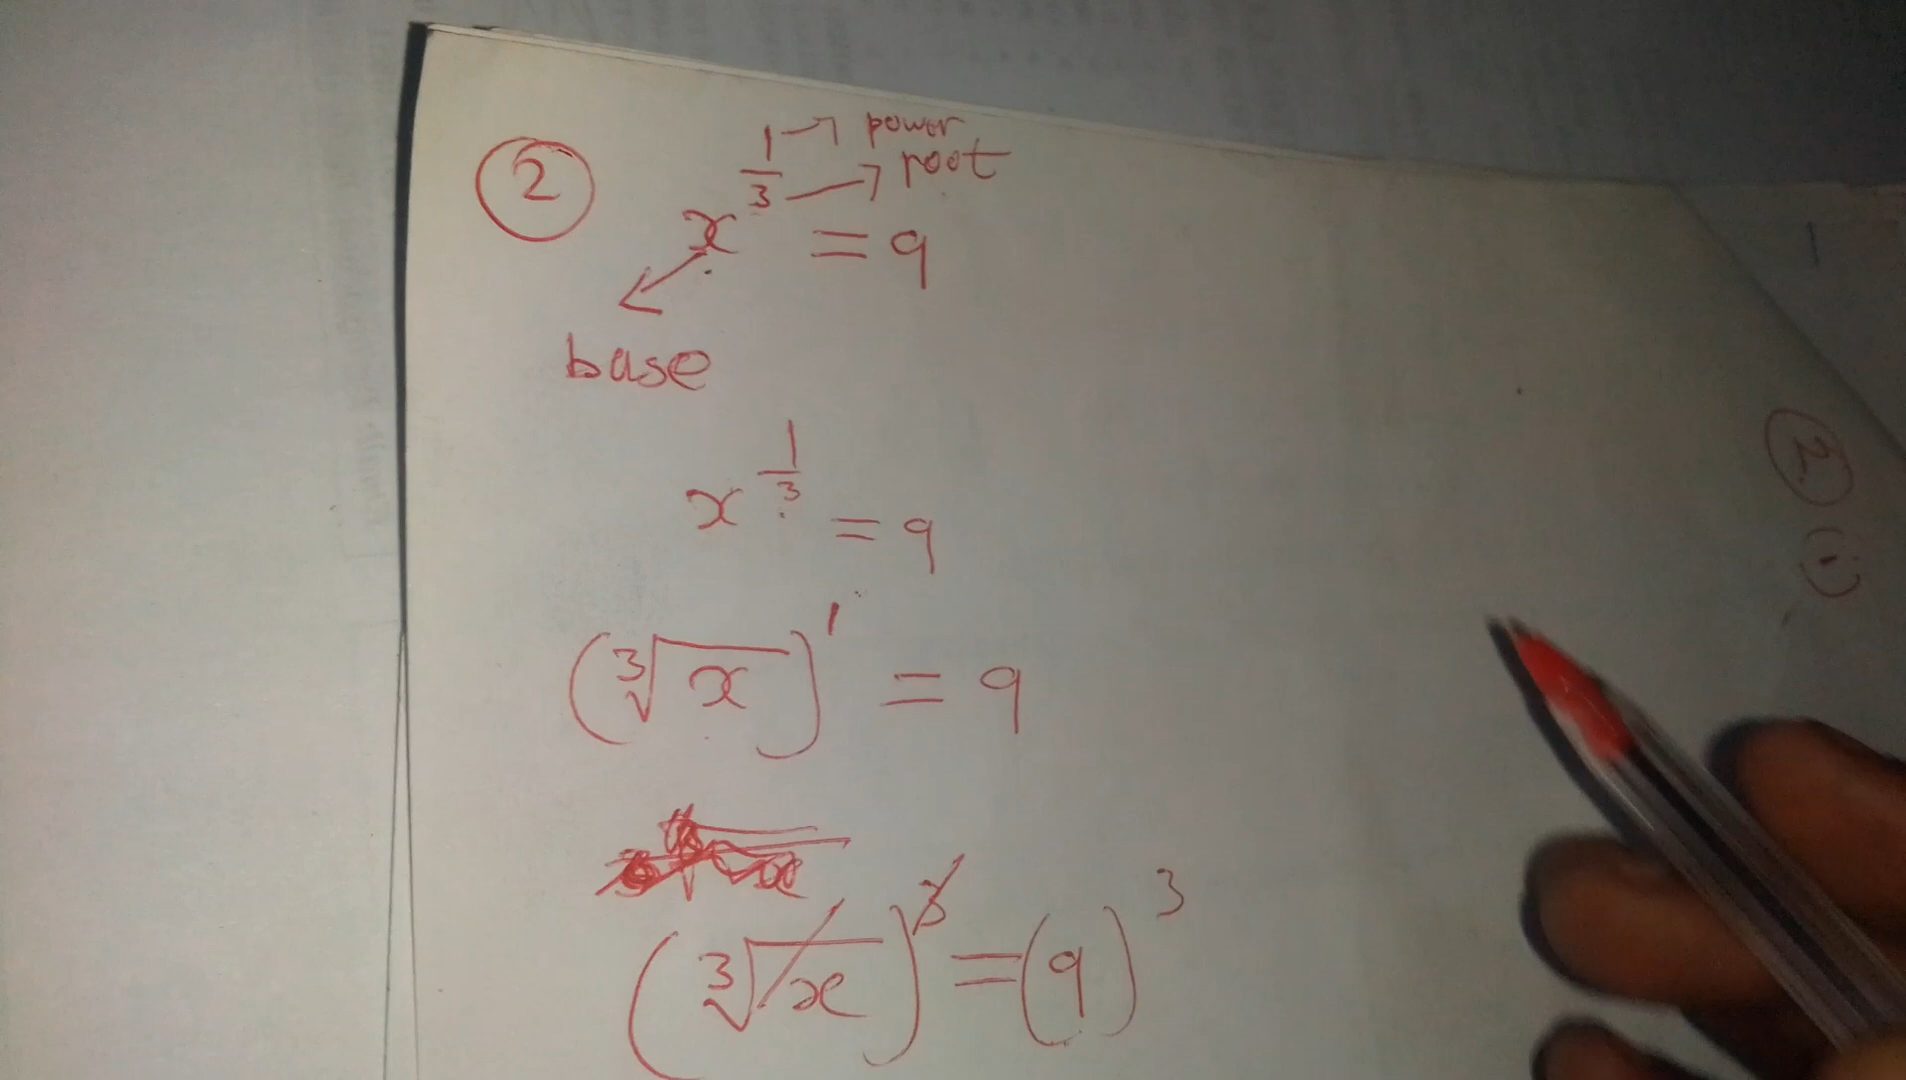 ② x^(1/3) = 9
1 → power
3 → root
base
x^(1/3) = 9
(∛x)^1 = 9
(∛x)^3 = (9)^3
② (i)